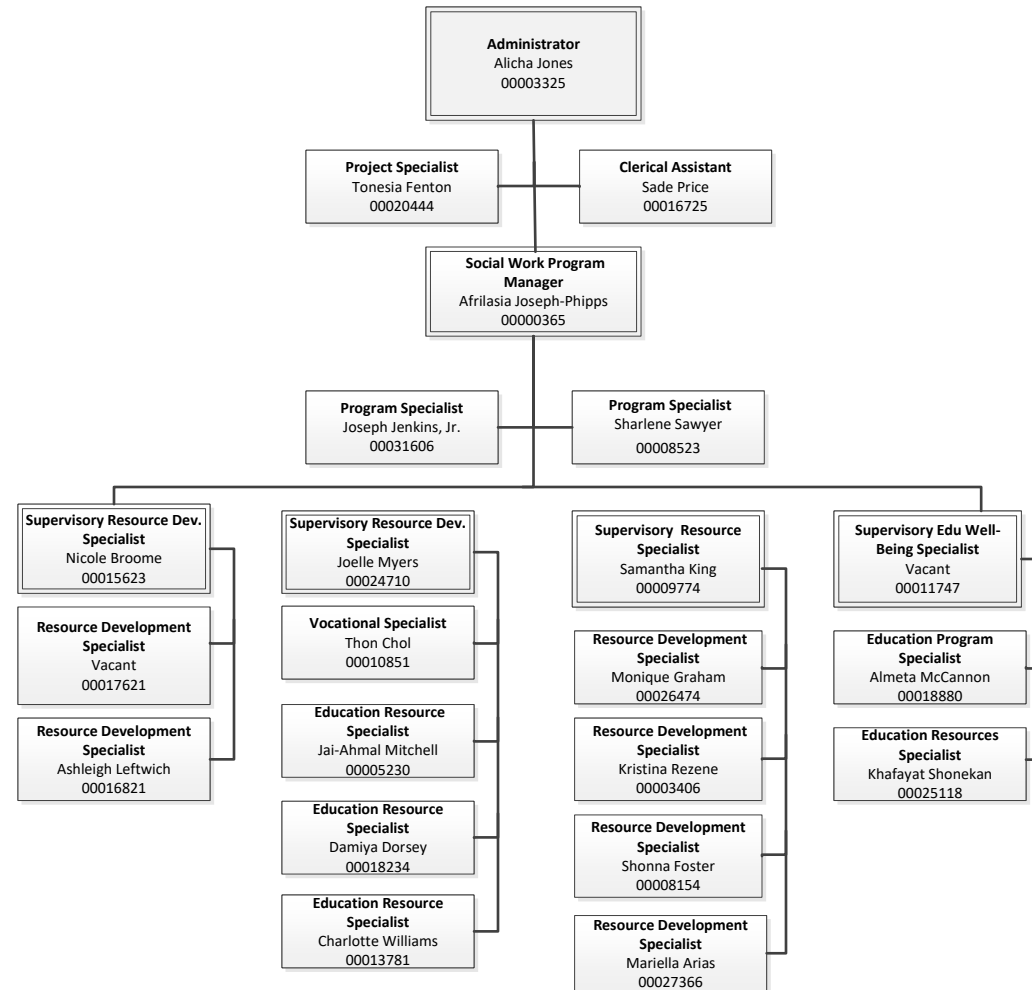 Administrator
Alicha Jones
00003325
Project Specialist
Tonesia Fenton
00020444
Clerical Assistant
Sade Price
00016725
Social Work Program
Manager
Afrilasia Joseph-Phipps
00000365
Program Specialist
Joseph Jenkins, Jr.
00031606
Program Specialist
Sharlene Sawyer
00008523
Supervisory Resource Dev.
Specialist
Nicole Broome
00015623
Resource Development
Specialist
Vacant
00017621
Resource Development
Specialist
Ashleigh Leftwich
00016821
Supervisory Resource Dev.
Specialist
Joelle Myers
00024710
Vocational Specialist
Thon Chol
00010851
Education Resource
Specialist
Jai-Ahmal Mitchell
00005230
Education Resource
Specialist
Damiya Dorsey
00018234
Education Resource
Specialist
Charlotte Williams
00013781
Supervisory Resource
Specialist
Samantha King
00009774
Resource Development
Specialist
Monique Graham
00026474
Resource Development
Specialist
Kristina Rezene
00003406
Resource Development
Specialist
Shonna Foster
00008154
Resource Development
Specialist
Mariella Arias
00027366
Supervisory Edu Well-
Being Specialist
Vacant
00011747
Education Program
Specialist
Almeta McCannon
00018880
Education Resources
Specialist
Khafayat Shonekan
00025118